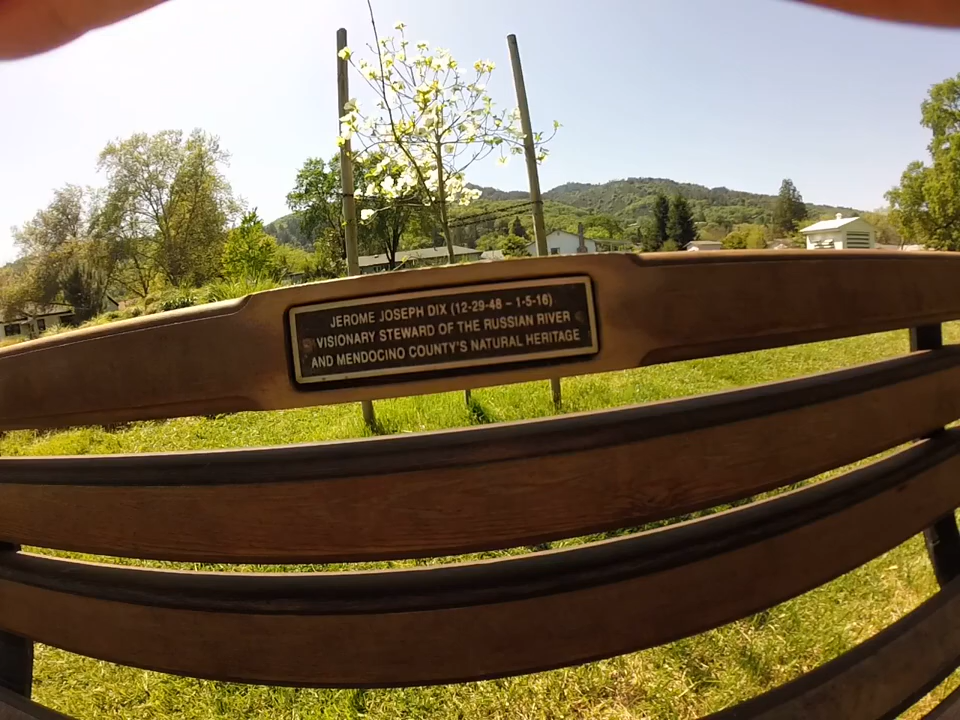 JEROME JOSEPH DIX (12-29-48 – 1-5-16)
VISIONARY STEWARD OF THE RUSSIAN RIVER
AND MENDOCINO COUNTY'S NATURAL HERITAGE